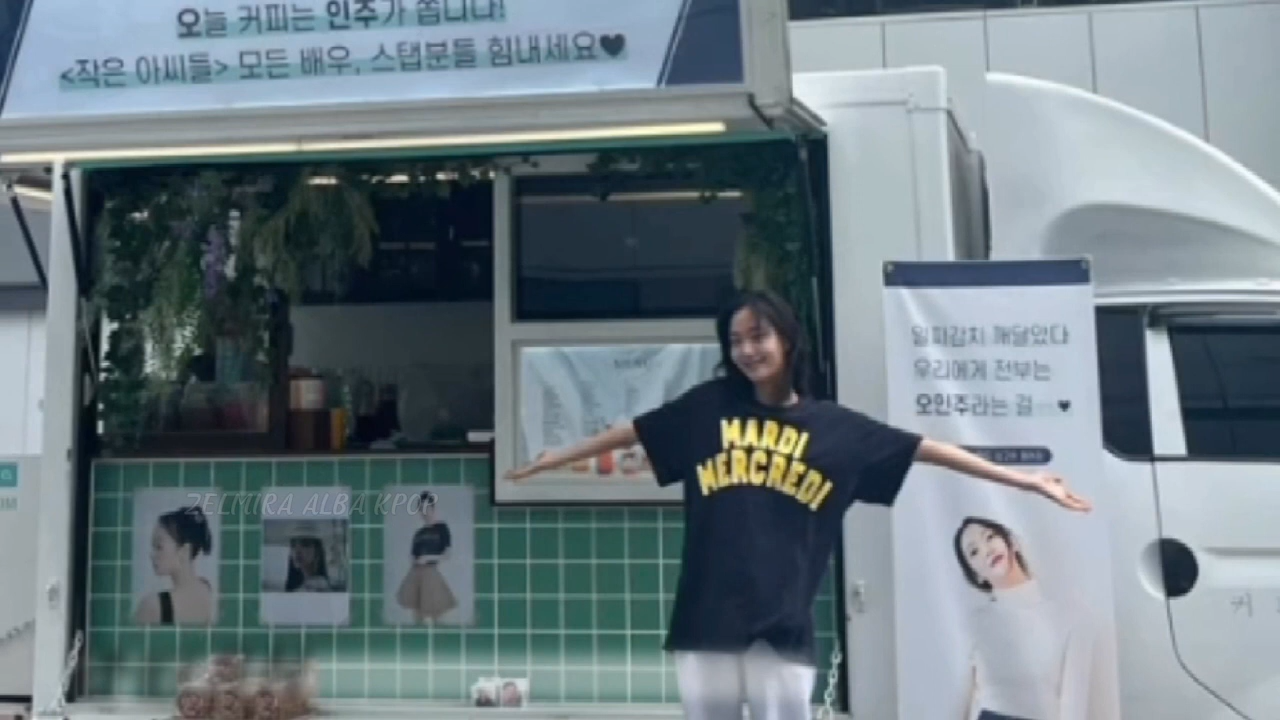 오늘 커피는 인주가 쏩니다!
<작은 아씨들> 모든 배우, 스탭분들 힘내세요♥
일파감치 깨달았다
우리에게 전부는
오인주라는 걸…♥
MARDI
MERCREDI
ZELMIRA ALBA KPOP